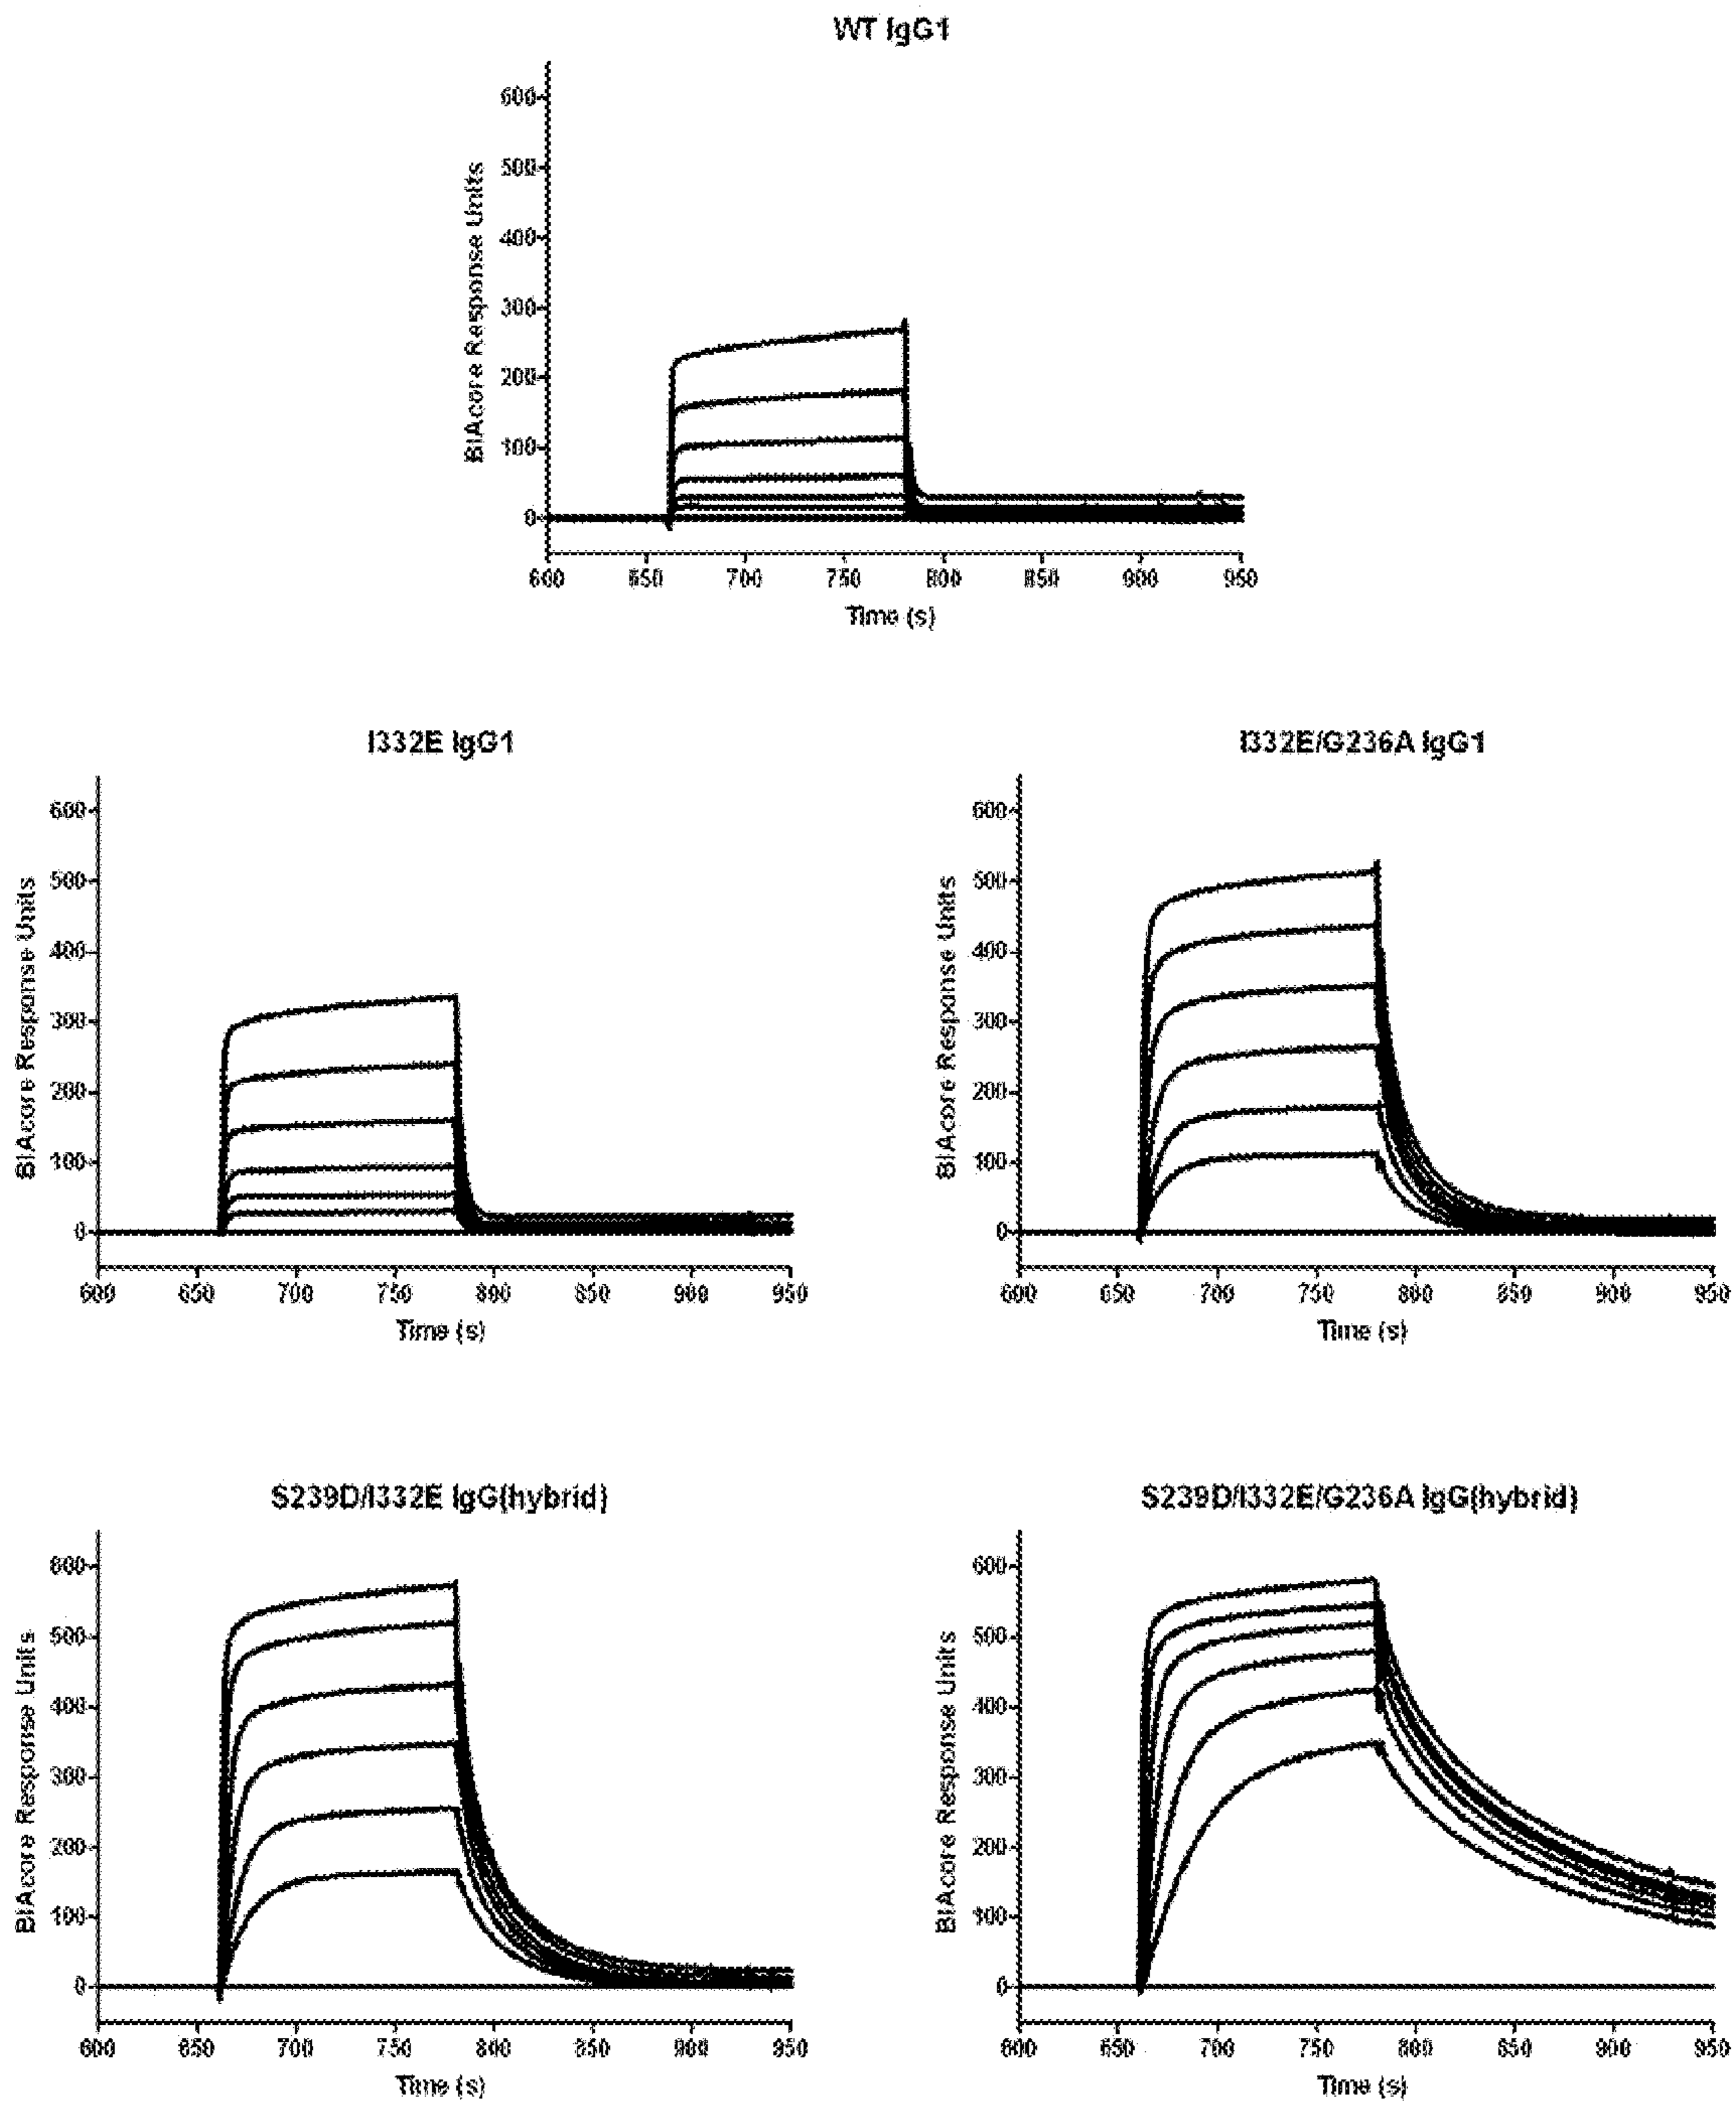 WT IgG1
600
500
400
300
200
100
0
BIAcore Response Units
600 650 700 750 800 850 900 950
Time (s)
I332E IgG1
600
500
400
300
200
100
0
BIAcore Response Units
600 650 700 750 800 850 900 950
Time (s)
I332E/G236A IgG1
600
500
400
300
200
100
0
BIAcore Response Units
600 650 700 750 800 850 900 950
Time (s)
S239D/I332E IgG(hybrid)
600
500
400
300
200
100
0
BIAcore Response Units
600 650 700 750 800 850 900 950
Time (s)
S239D/I332E/G236A IgG(hybrid)
600
500
400
300
200
100
0
BIAcore Response Units
600 650 700 750 800 850 900 950
Time (s)